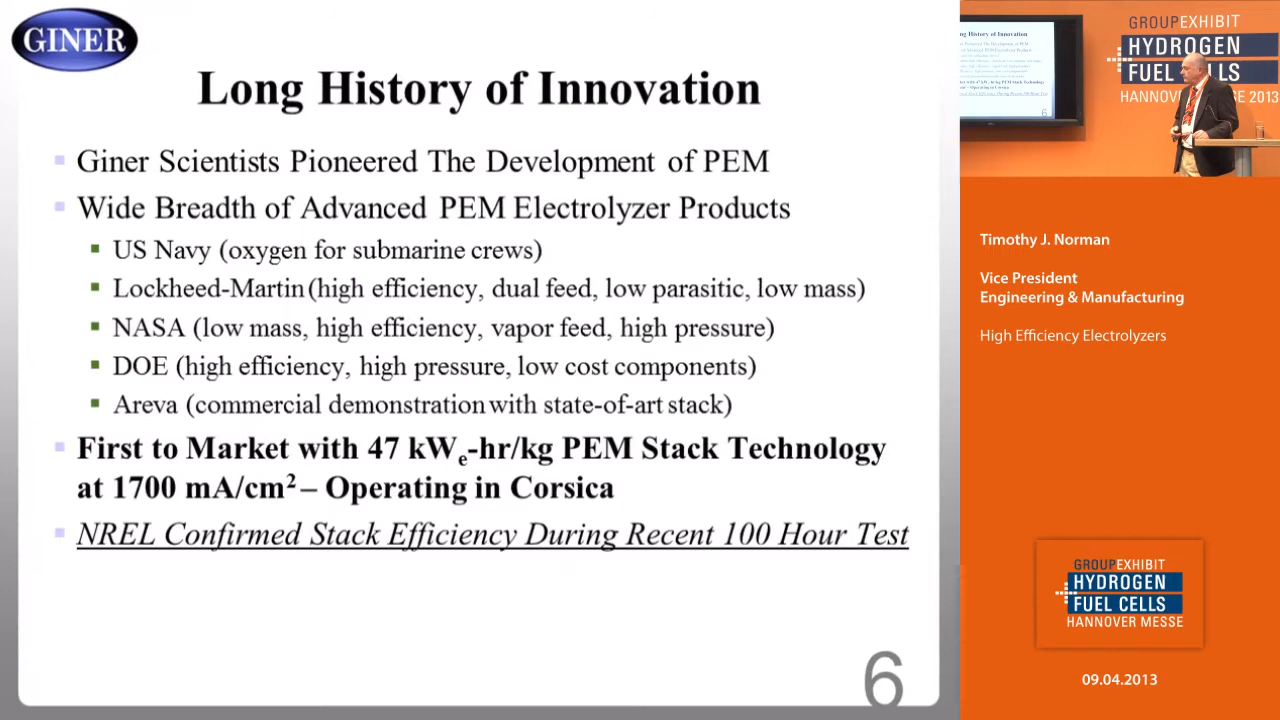 GINER
Long History of Innovation
Giner Scientists Pioneered The Development of PEM
Wide Breadth of Advanced PEM Electrolyzer Products
US Navy (oxygen for submarine crews)
Lockheed-Martin (high efficiency, dual feed, low parasitic, low mass)
NASA (low mass, high efficiency, vapor feed, high pressure)
DOE (high efficiency, high pressure, low cost components)
Areva (commercial demonstration with state-of-art stack)
First to Market with 47 kWe-hr/kg PEM Stack Technology
at 1700 mA/cm² – Operating in Corsica
NREL Confirmed Stack Efficiency During Recent 100 Hour Test
6
ng History of Innovation
6
GROUPEXHIBIT
HYDROGEN
FUEL CELLS
HANNOVER MESSE 2013
Timothy J. Norman
Vice President
Engineering & Manufacturing
High Efficiency Electrolyzers
GROUPEXHIBIT
HYDROGEN
FUEL CELLS
HANNOVER MESSE
09.04.2013